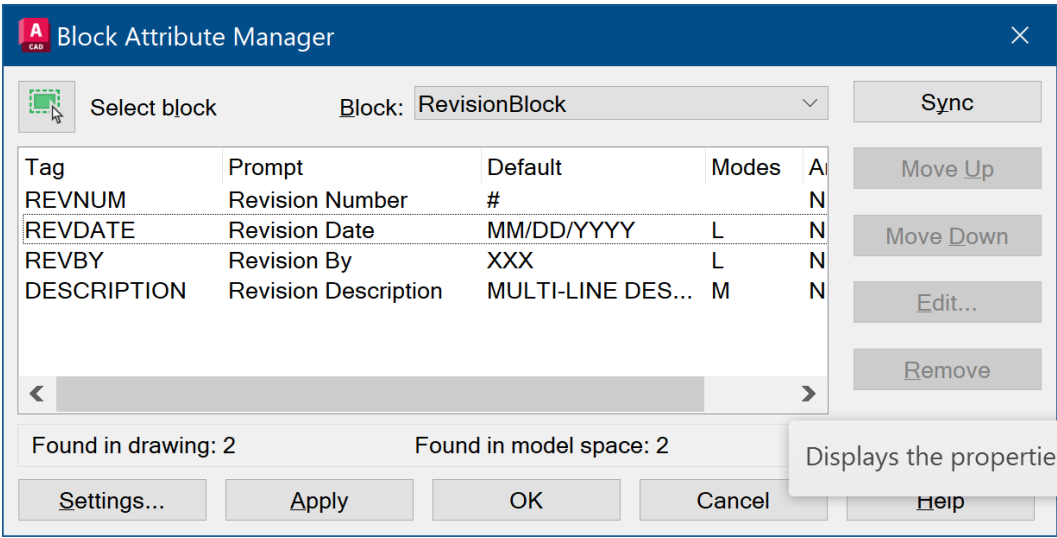 A CAD Block Attribute Manager
Select block Block: RevisionBlock Sync
Tag Prompt Default Modes
REVNUM Revision Number # N
REVDATE Revision Date MM/DD/YYYY L N
REVBY Revision By XXX L N
DESCRIPTION Revision Description MULTI-LINE DES... M N
Move Up
Move Down
Edit...
Remove
Found in drawing: 2 Found in model space: 2
Displays the propertie
Settings... Apply OK Cancel Help